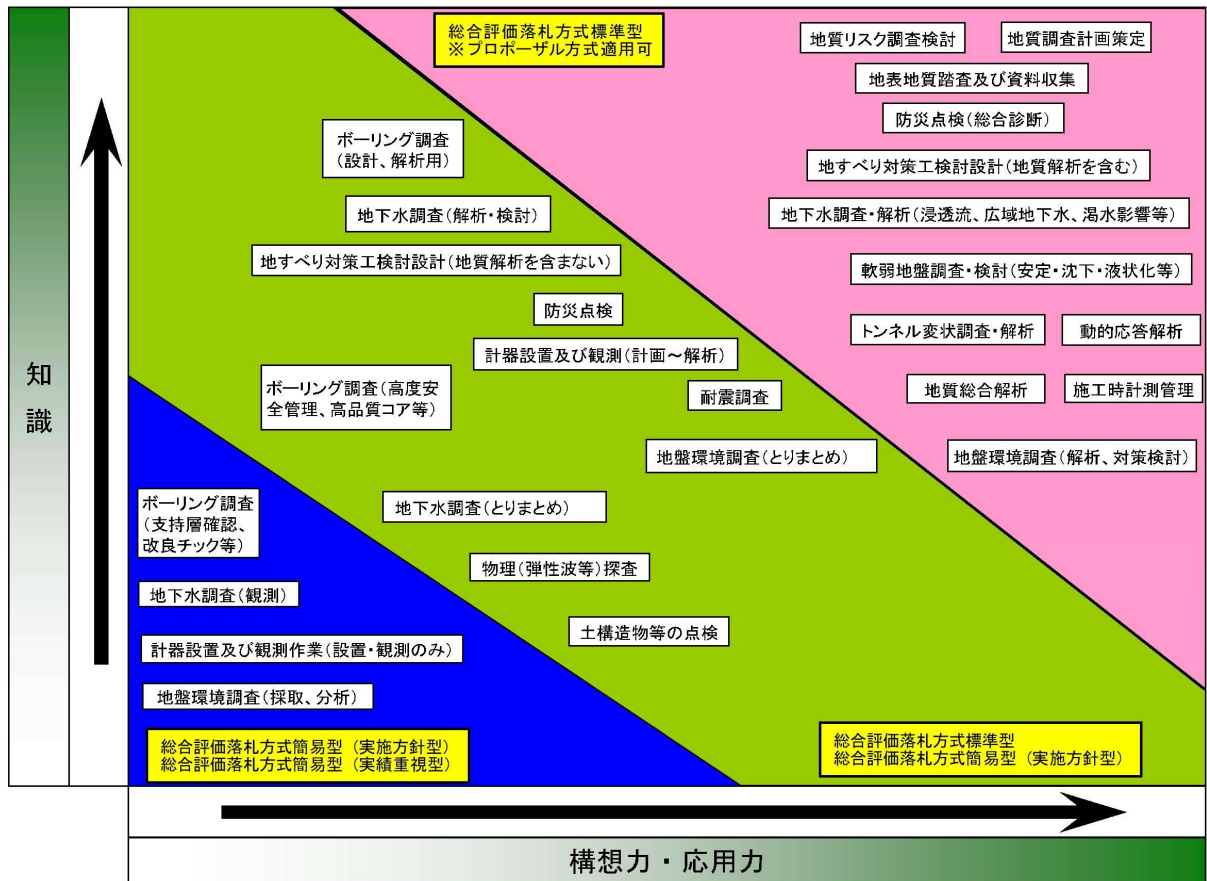 総合評価落札方式標準型
※プロポーザル方式適用可
地質リスク調査検討
地質調査計画策定
地表地質踏査及び資料収集
防災点検(総合診断)
地すべり対策工検討設計(地質解析を含む)
地下水調査・解析(浸透流、広域地下水、渇水影響等)
軟弱地盤調査・検討(安定・沈下・液状化等)
トンネル変状調査・解析
動的応答解析
地質総合解析
施工時計測管理
地盤環境調査(解析、対策検討)
ボーリング調査
(設計、解析用)
地下水調査(解析・検討)
地すべり対策工検討設計(地質解析を含まない)
防災点検
計器設置及び観測(計画～解析)
ボーリング調査(高度安
全管理、高品質コア等)
耐震調査
地盤環境調査(とりまとめ)
地下水調査(とりまとめ)
物理(弾性波等)探査
土構造物等の点検
総合評価落札方式標準型
総合評価落札方式簡易型 (実施方針型)
ボーリング調査
(支持層確認、
改良チック等)
地下水調査(観測)
計器設置及び観測作業(設置・観測のみ)
地盤環境調査(採取、分析)
総合評価落札方式簡易型 (実施方針型)
総合評価落札方式簡易型 (実績重視型)
知
識
構想力・応用力